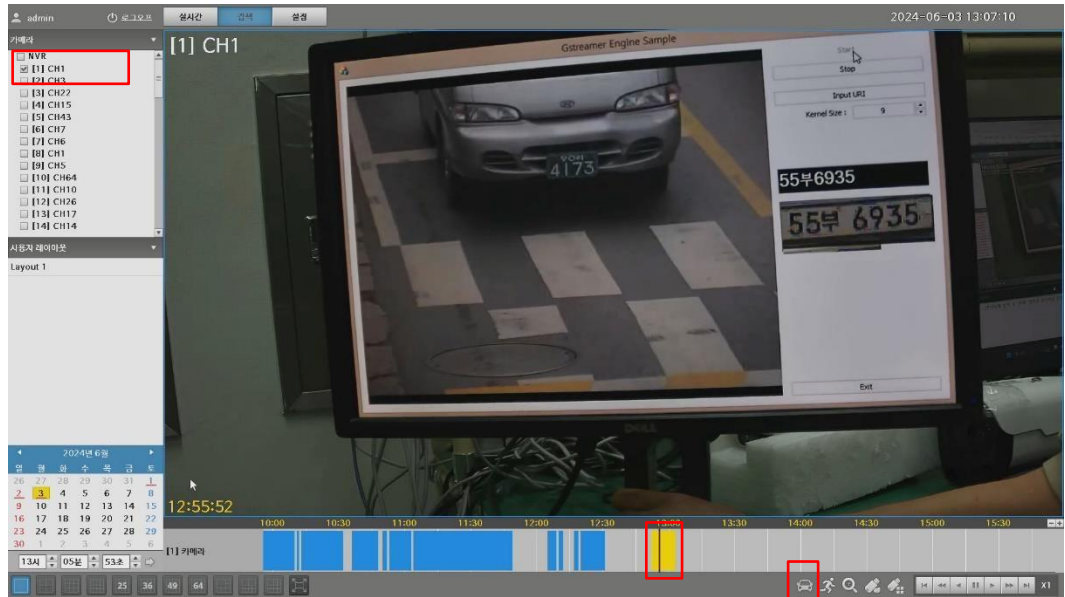 admin
로그오프
실시간
검색
설정
2024-06-03 13:07:10
카메라
NVR
[1] CH1
[2] CH3
[3] CH22
[4] CH15
[5] CH43
[6] CH7
[7] CH6
[8] CH1
[9] CH5
[10] CH64
[11] CH10
[12] CH26
[13] CH17
[14] CH14
사용자 레이아웃
Layout 1
[1] CH1
Gstreamer Engine Sample
Start
Stop
Input URI
Kernel Size : 9
55부6935
55부 6935
4173
Exit
DELL
12:55:52
2024년 6월
일 월 화 수 목 금 토
26 27 28 29 30 31 1
2 3 4 5 6 7 8
9 10 11 12 13 14 15
16 17 18 19 20 21 22
23 24 25 26 27 28 29
30 1 2 3 4 5 6
13시 05분 53초
10:00 10:30 11:00 11:30 12:00 12:30 13:00 13:30 14:00 14:30 15:00 15:30
[1] 카메라
25 36 49 64
X1